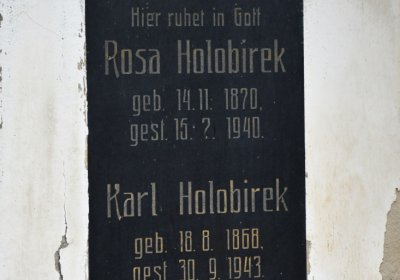 Hier ruhet in Gott
Rosa Holobirek
geb. 14.11. 1870,
gest. 15. 2. 1940.
Karl Holobirek
geb. 18. 8. 1868,
gest. 30. 9. 1943.